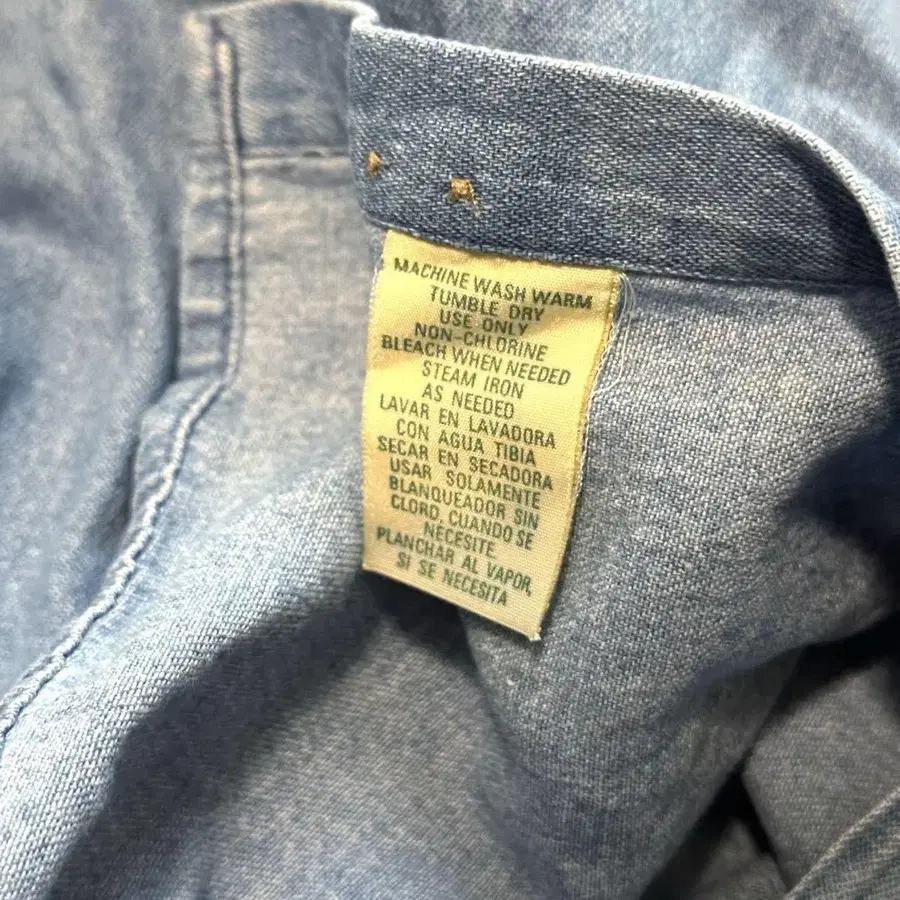 MACHINE WASH WARM
TUMBLE DRY
USE ONLY
NON-CHLORINE
BLEACH WHEN NEEDED
STEAM IRON
AS NEEDED
LAVAR EN LAVADORA
CON AGUA TIBIA
SECAR EN SECADORA
USAR SOLAMENTE
BLANQUEADOR SIN
CLORO, CUANDO SE
NECESITE.
PLANCHAR AL VAPOR,
SI SE NECESITA